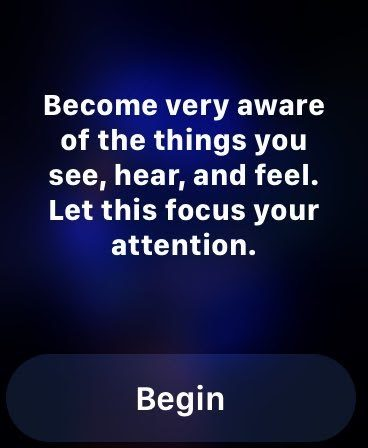 Become very aware
of the things you
see, hear, and feel.
Let this focus your
attention.
Begin